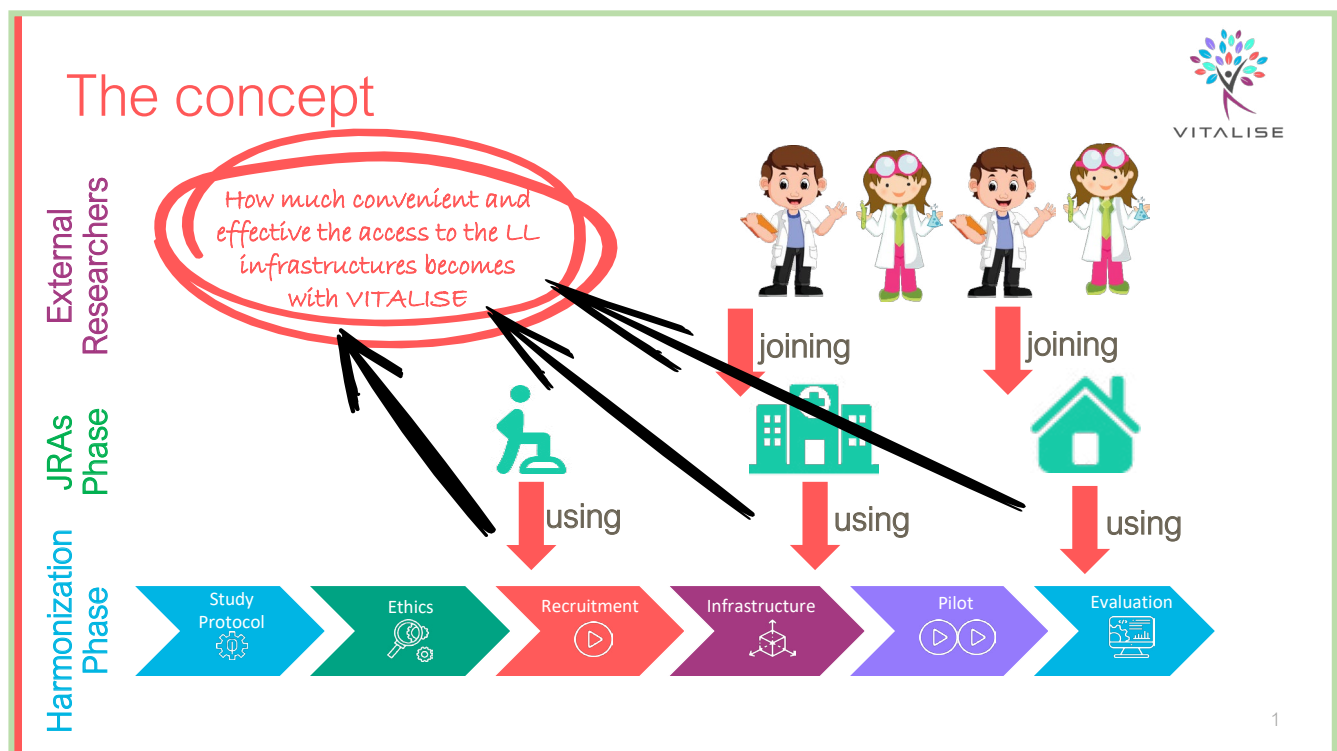 The concept
VITALISE
External
Researchers
How much convenient and
effective the access to the LL
infrastructures becomes
with VITALISE
joining
joining
JRAs
Phase
using
using
using
Harmonization
Phase
Study
Protocol
Ethics
Recruitment
Infrastructure
Pilot
Evaluation
1